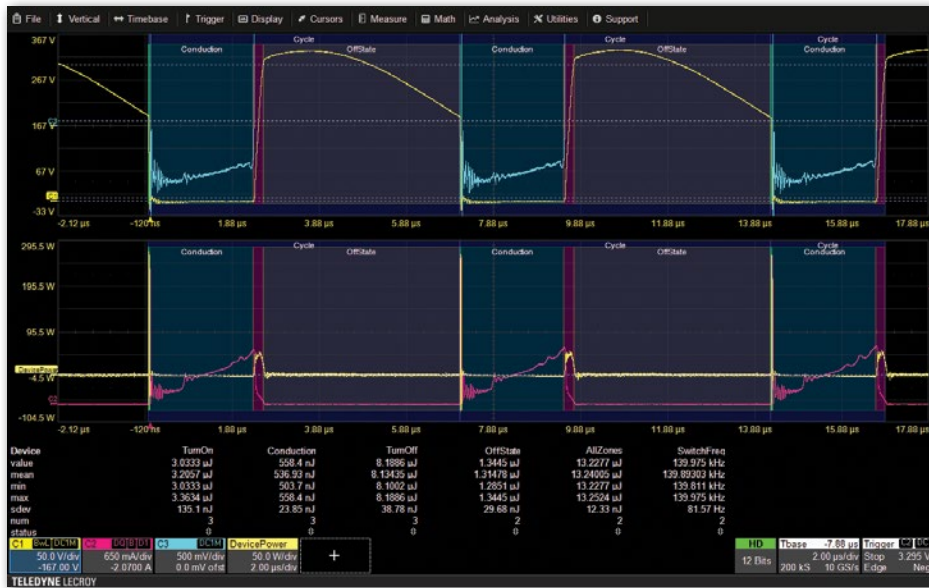 File Vertical Timebase Trigger Display Cursors Measure Math Analysis Utilities Support
367 V
267 V
167 V
67 V
-33 V
Cycle Cycle
Conduction OffState Conduction OffState Conduction
C2
C1
-2.12 µs -120 ns 1.88 µs 3.88 µs 5.88 µs 7.88 µs 9.88 µs 11.88 µs 13.88 µs 15.88 µs 17.88 µs
295.5 W
195.5 W
95.5 W
-4.5 W
-104.5 W
Cycle Cycle
Conduction OffState Conduction OffState Conduction
DevicePower
C2
-2.12 µs -120 ns 1.88 µs 3.88 µs 5.88 µs 7.88 µs 9.88 µs 11.88 µs 13.88 µs 15.88 µs 17.88 µs
Device TurnOn Conduction TurnOff OffState AllZones SwitchFreq
value 3.0333 µJ 558.4 nJ 8.1886 µJ 1.3445 µJ 13.2277 µJ 139.975 kHz
mean 3.2057 µJ 536.93 nJ 8.13435 µJ 1.31478 µJ 13.24005 µJ 139.89303 kHz
min 3.0333 µJ 503.7 nJ 8.1002 µJ 1.2851 µJ 13.2277 µJ 139.811 kHz
max 3.3634 µJ 558.4 nJ 8.1886 µJ 1.3445 µJ 13.2524 µJ 139.975 kHz
sdev 135.1 nJ 23.85 nJ 38.78 nJ 29.68 nJ 12.33 nJ 81.57 Hz
num 3 3 3 2 2 2
status
C1 BwL DC1M C2 C3 DC1M DevicePower HD Tbase -7.88 µs Trigger C2 DC
50.0 V/div 650 mA/div 500 mV/div 50.0 W/div 12 Bits 2.00 µs/div Stop 3.295 V
-167.00 V -2.0700 A 0.0 mV ofst 2.00 µs/div 200 kS 10 GS/s Edge Neg
+
TELEDYNE LECROY